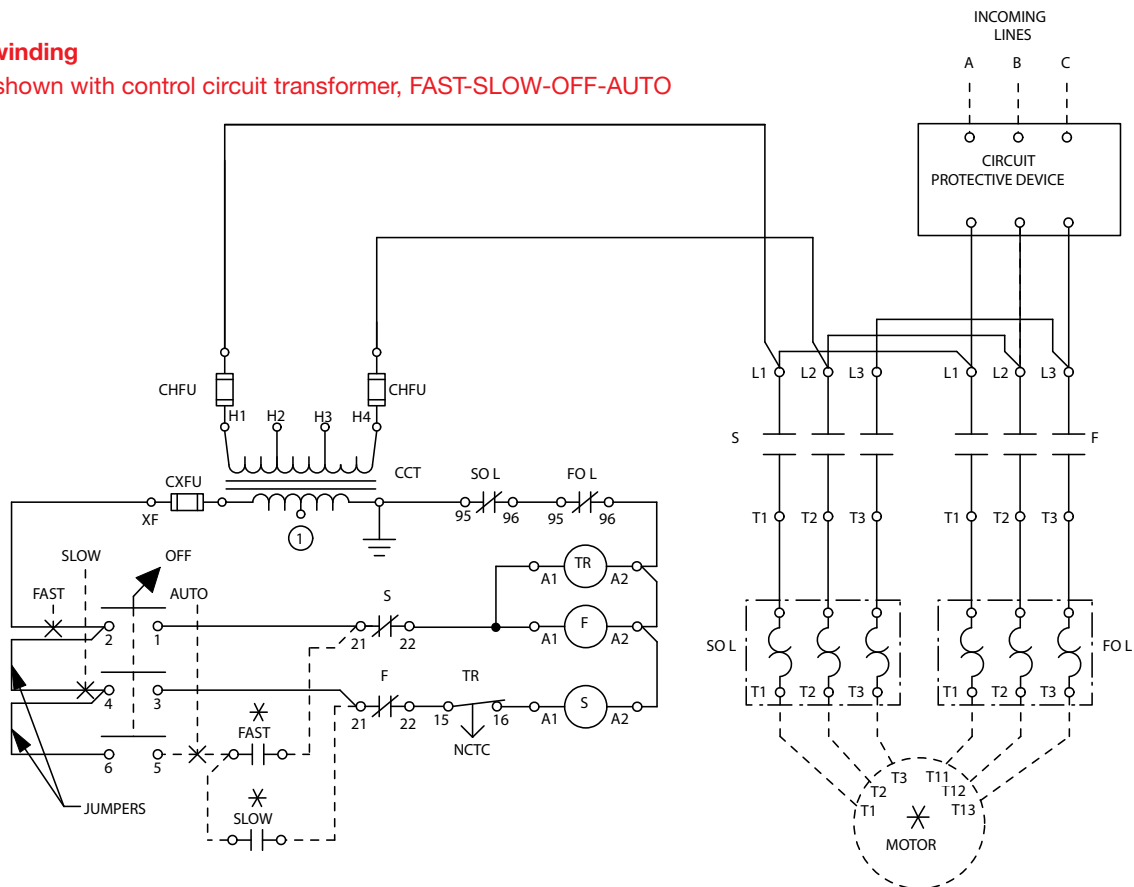 winding
shown with control circuit transformer, FAST-SLOW-OFF-AUTO
INCOMING
LINES
A B C
CIRCUIT
PROTECTIVE DEVICE
CHFU CHFU
H1 H2 H3 H4
L1 L2 L3 L1 L2 L3
S F
CCT
CXFU
XF
1
SO L FO L
95 96 95 96
T1 T2 T3 T1 T2 T3
SLOW OFF
FAST AUTO
TR
A1 A2
S
2 1 21 22
F
A1 A2
F TR
4 3 21 22 15 16
S
A1 A2
NCTC
FAST
6 5
SLOW
JUMPERS
SO L FO L
T1 T2 T3 T1 T2 T3
T3 T11
T2 T12
T1 T13
MOTOR